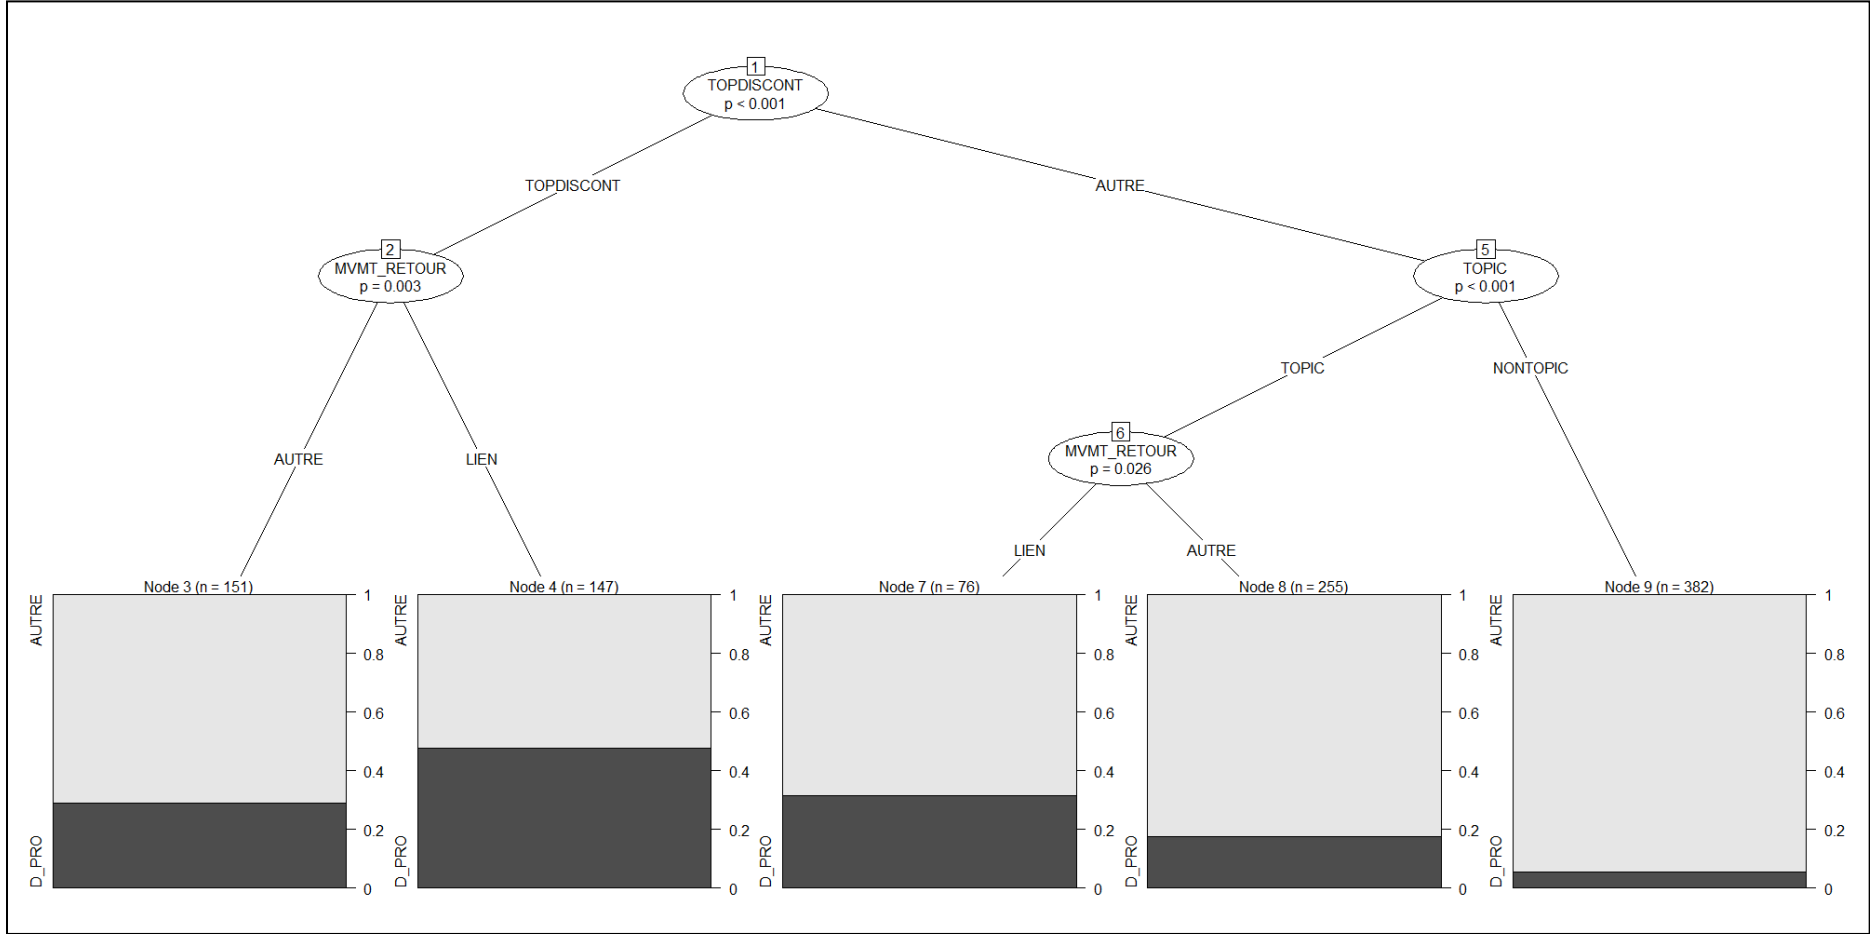 1
TOPDISCONT
p < 0.001
TOPDISCONT
AUTRE
2
MVMT_RETOUR
p = 0.003
5
TOPIC
p < 0.001
TOPIC
NONTOPIC
6
MVMT_RETOUR
p = 0.026
AUTRE
LIEN
LIEN
AUTRE
Node 3 (n = 151)
AUTRE
D_PRO
1
0.8
0.6
0.4
0.2
0
Node 4 (n = 147)
AUTRE
D_PRO
1
0.8
0.6
0.4
0.2
0
Node 7 (n = 76)
AUTRE
D_PRO
1
0.8
0.6
0.4
0.2
0
Node 8 (n = 255)
AUTRE
D_PRO
1
0.8
0.6
0.4
0.2
0
Node 9 (n = 382)
AUTRE
D_PRO
1
0.8
0.6
0.4
0.2
0